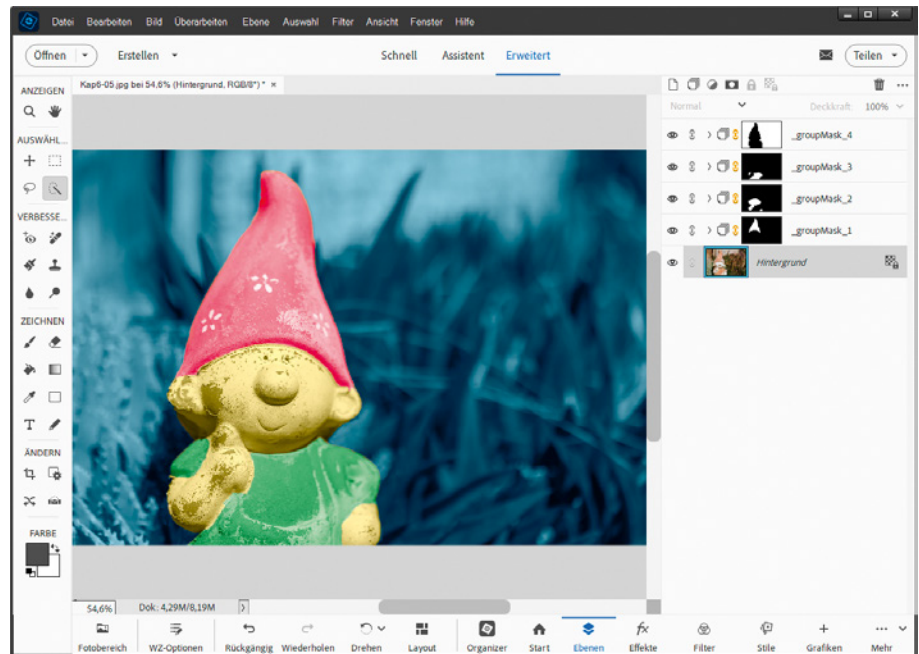 Datei Bearbeiten Bild Überarbeiten Ebene Auswahl Filter Ansicht Fenster Hilfe
Öffnen Erstellen Schnell Assistent Erweitert Teilen
ANZEIGEN
Kap6-05.jpg bei 54,6% (Hintergrund, RGB/8*) * ×
Normal Deckkraft: 100%
AUSWÄHL...
_groupMask_4
_groupMask_3
VERBESSE...
_groupMask_2
_groupMask_1
Hintergrund
ZEICHNEN
T
ÄNDERN
FARBE
54,6% Dok: 4,29M/8,19M
Fotobereich WZ-Optionen Rückgängig Wiederholen Drehen Layout Organizer Start Ebenen Effekte Filter Stile Grafiken Mehr